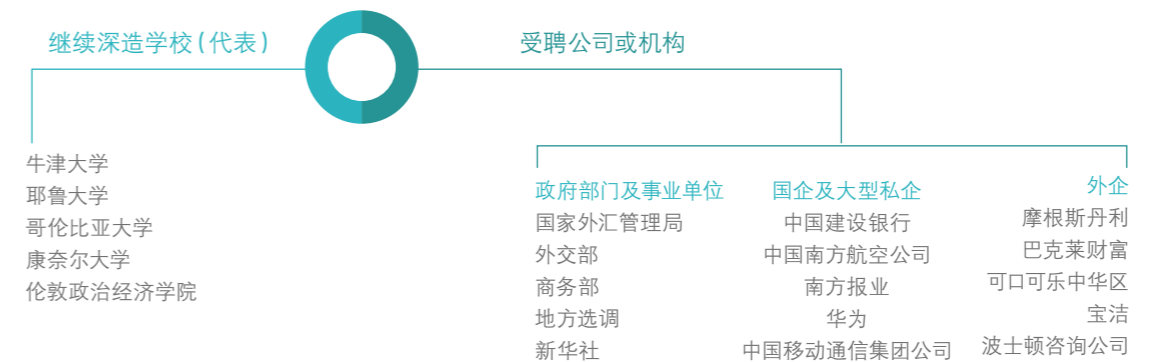 继续深造学校(代表)
牛津大学
耶鲁大学
哥伦比亚大学
康奈尔大学
伦敦政治经济学院
受聘公司或机构
政府部门及事业单位
国家外汇管理局
外交部
商务部
地方选调
新华社
国企及大型私企
中国建设银行
中国南方航空公司
南方报业
华为
中国移动通信集团公司
外企
摩根斯丹利
巴克莱财富
可口可乐中华区
宝洁
波士顿咨询公司